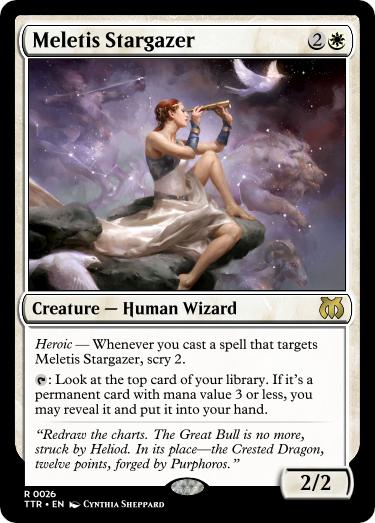 Meletis Stargazer 2
Creature — Human Wizard
Heroic — Whenever you cast a spell that targets
Meletis Stargazer, scry 2.
: Look at the top card of your library. If it's a
permanent card with mana value 3 or less, you
may reveal it and put it into your hand.
"Redraw the charts. The Great Bull is no more,
struck by Heliod. In its place—the Crested Dragon,
twelve points, forged by Purphoros."
2/2
R 0026
TTR • EN Cynthia Sheppard